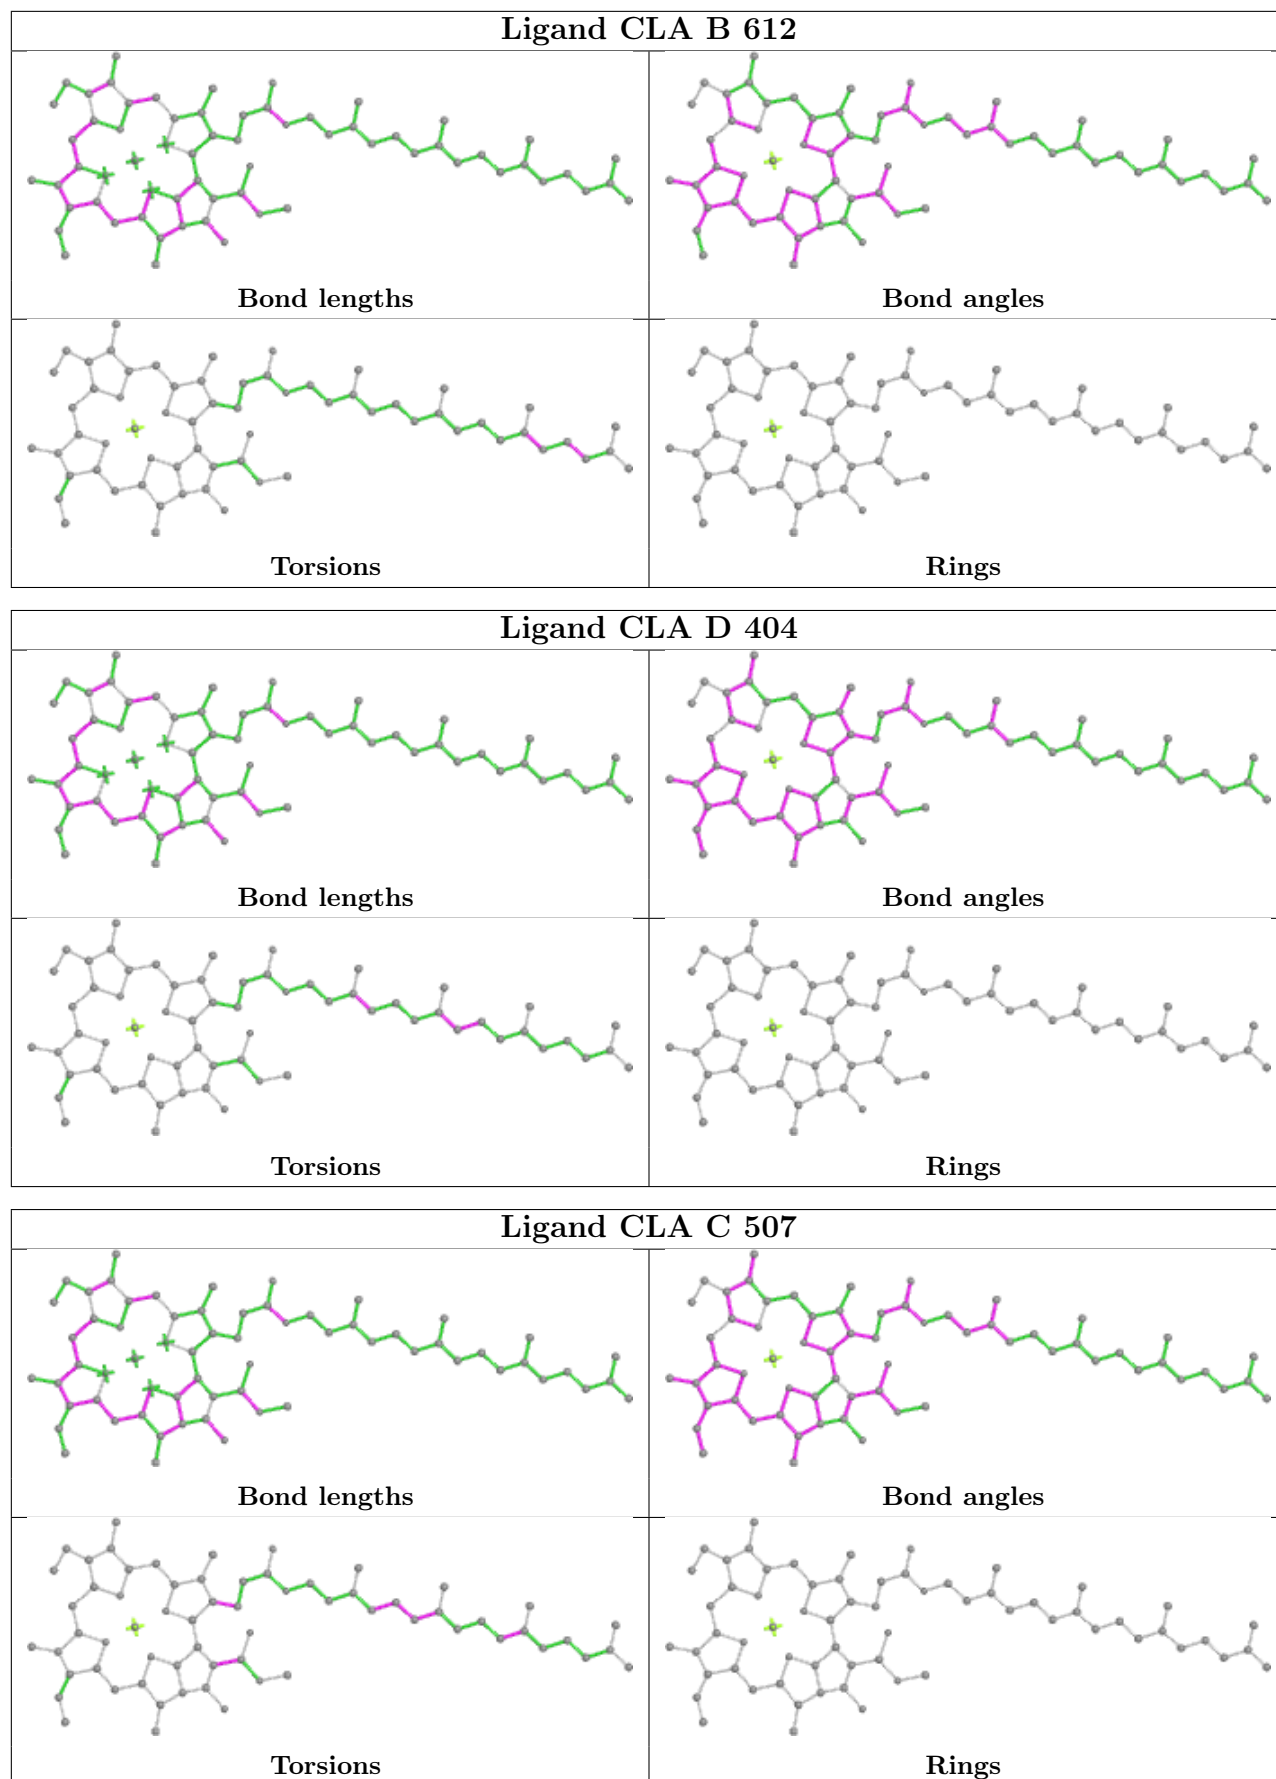 Ligand CLA B 612
Bond lengths
Bond angles
Torsions
Rings
Ligand CLA D 404
Bond lengths
Bond angles
Torsions
Rings
Ligand CLA C 507
Bond lengths
Bond angles
Torsions
Rings